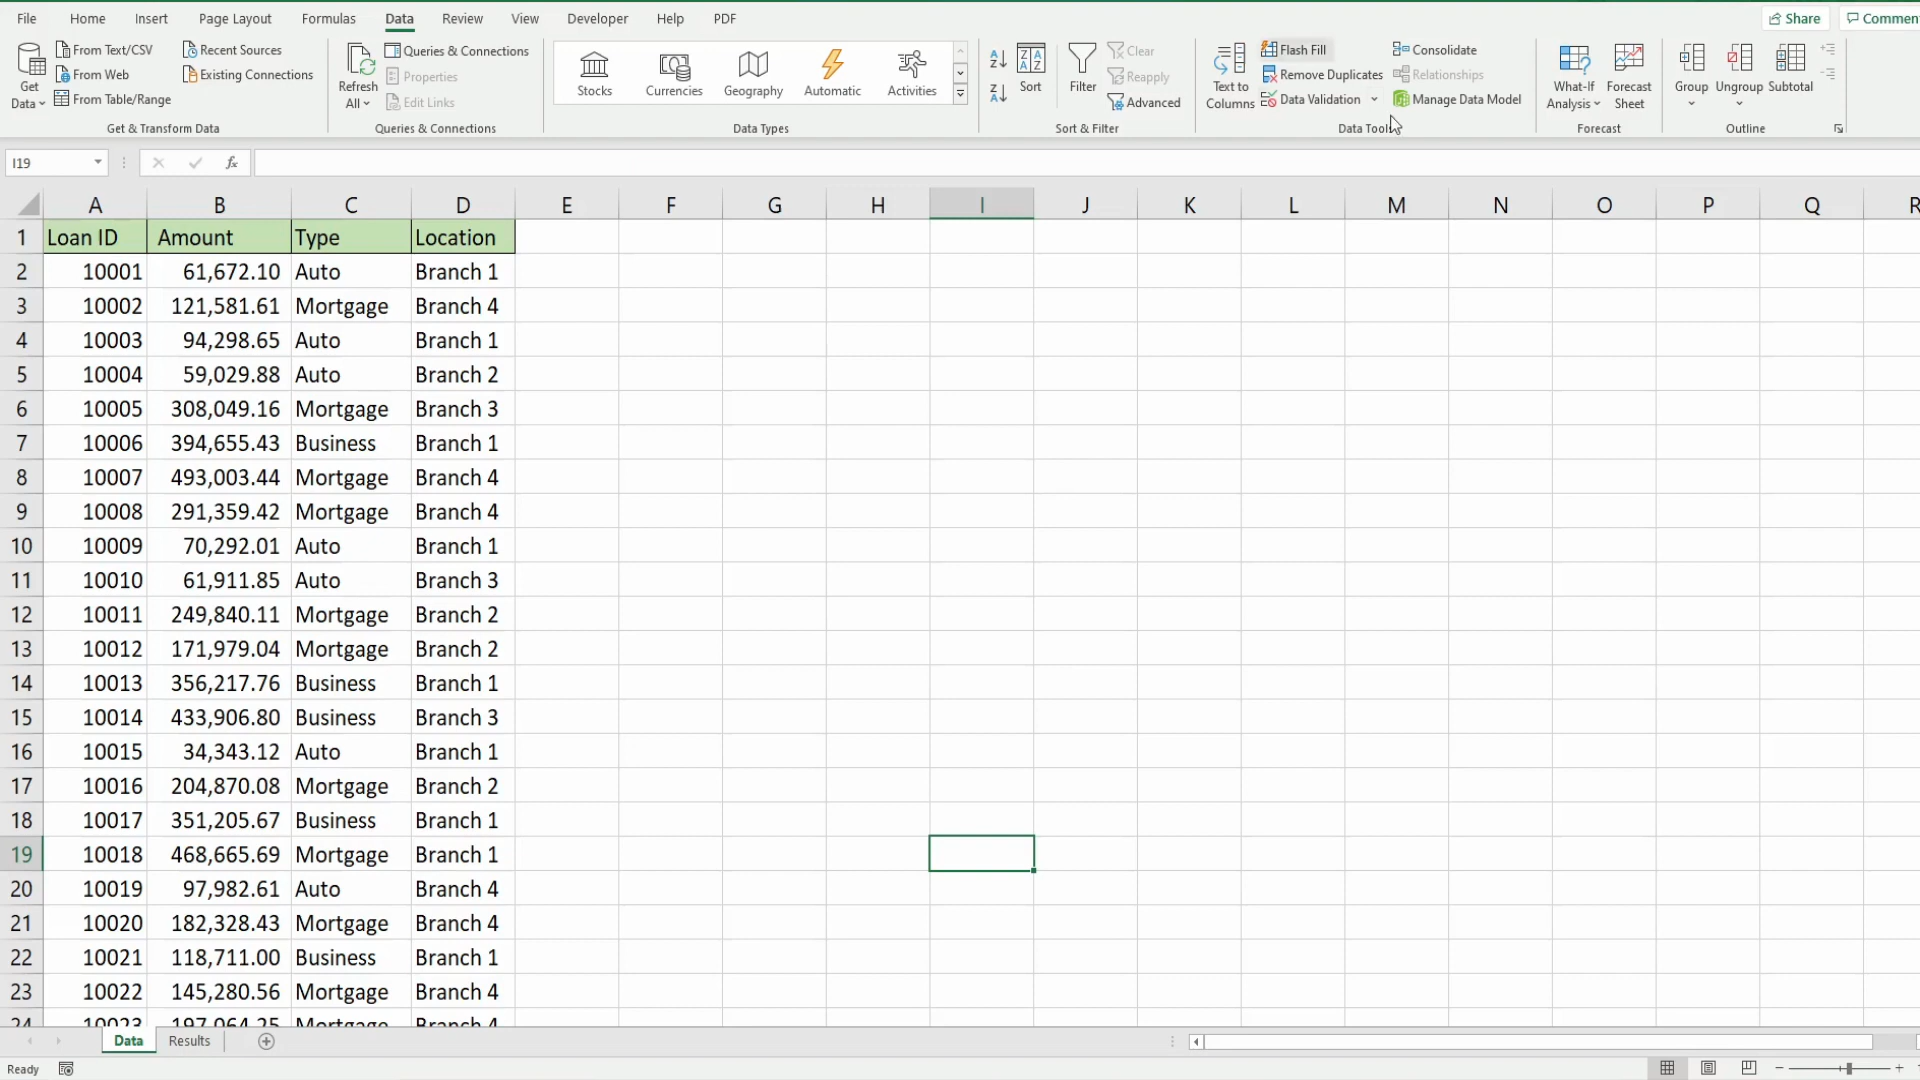 File Home Insert Page Layout Formulas Data Review View Developer Help PDF Share Commen
Get Data From Text/CSV From Web From Table/Range Recent Sources Existing Connections
Get & Transform Data
Refresh All Queries & Connections Properties Edit Links
Queries & Connections
Stocks Currencies Geography Automatic Activities
Data Types
Sort Filter Clear Reapply Advanced
Sort & Filter
Text to Columns Flash Fill Remove Duplicates Data Validation Consolidate Relationships Manage Data Model
Data Tools
What-If Analysis Forecast Sheet
Forecast
Group Ungroup Subtotal
Outline
I19 fx
A B C D E F G H I J K L M N O P Q R
1 Loan ID Amount Type Location
2 10001 61,672.10 Auto Branch 1
3 10002 121,581.61 Mortgage Branch 4
4 10003 94,298.65 Auto Branch 1
5 10004 59,029.88 Auto Branch 2
6 10005 308,049.16 Mortgage Branch 3
7 10006 394,655.43 Business Branch 1
8 10007 493,003.44 Mortgage Branch 4
9 10008 291,359.42 Mortgage Branch 4
10 10009 70,292.01 Auto Branch 1
11 10010 61,911.85 Auto Branch 3
12 10011 249,840.11 Mortgage Branch 2
13 10012 171,979.04 Mortgage Branch 2
14 10013 356,217.76 Business Branch 1
15 10014 433,906.80 Business Branch 3
16 10015 34,343.12 Auto Branch 1
17 10016 204,870.08 Mortgage Branch 2
18 10017 351,205.67 Business Branch 1
19 10018 468,665.69 Mortgage Branch 1
20 10019 97,982.61 Auto Branch 4
21 10020 182,328.43 Mortgage Branch 4
22 10021 118,711.00 Business Branch 1
23 10022 145,280.56 Mortgage Branch 4
24 10023 197,064.25 Mortgage Branch 4
Data Results
Ready